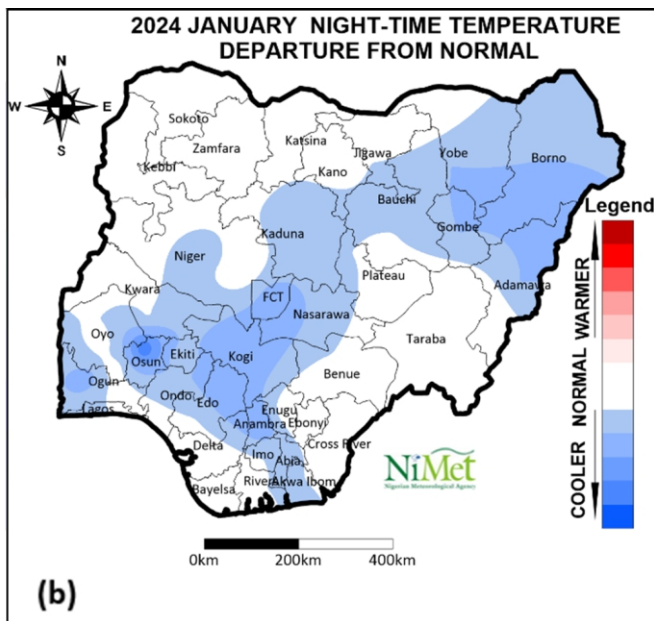 2024 JANUARY NIGHT-TIME TEMPERATURE
DEPARTURE FROM NORMAL
N
W E
S
Sokoto
Zamfara
Katsina
Kano
Jigawa
Yobe
Borno
Kebbi
Bauchi
Gombe
Kaduna
Niger
Adamawa
Plateau
FCT
Nasarawa
Taraba
Kwara
Oyo
Osun
Ekiti
Kogi
Benue
Ogun
Lagos
Ondo
Edo
Enugu
Anambra
Ebonyi
Cross River
Delta
Imo
Abia
Bayelsa
Rivers
Akwa Ibom
Legend
WARMER
NORMAL
COOLER
NiMet
Nigerian Meteorological Agency
0km 200km 400km
(b)